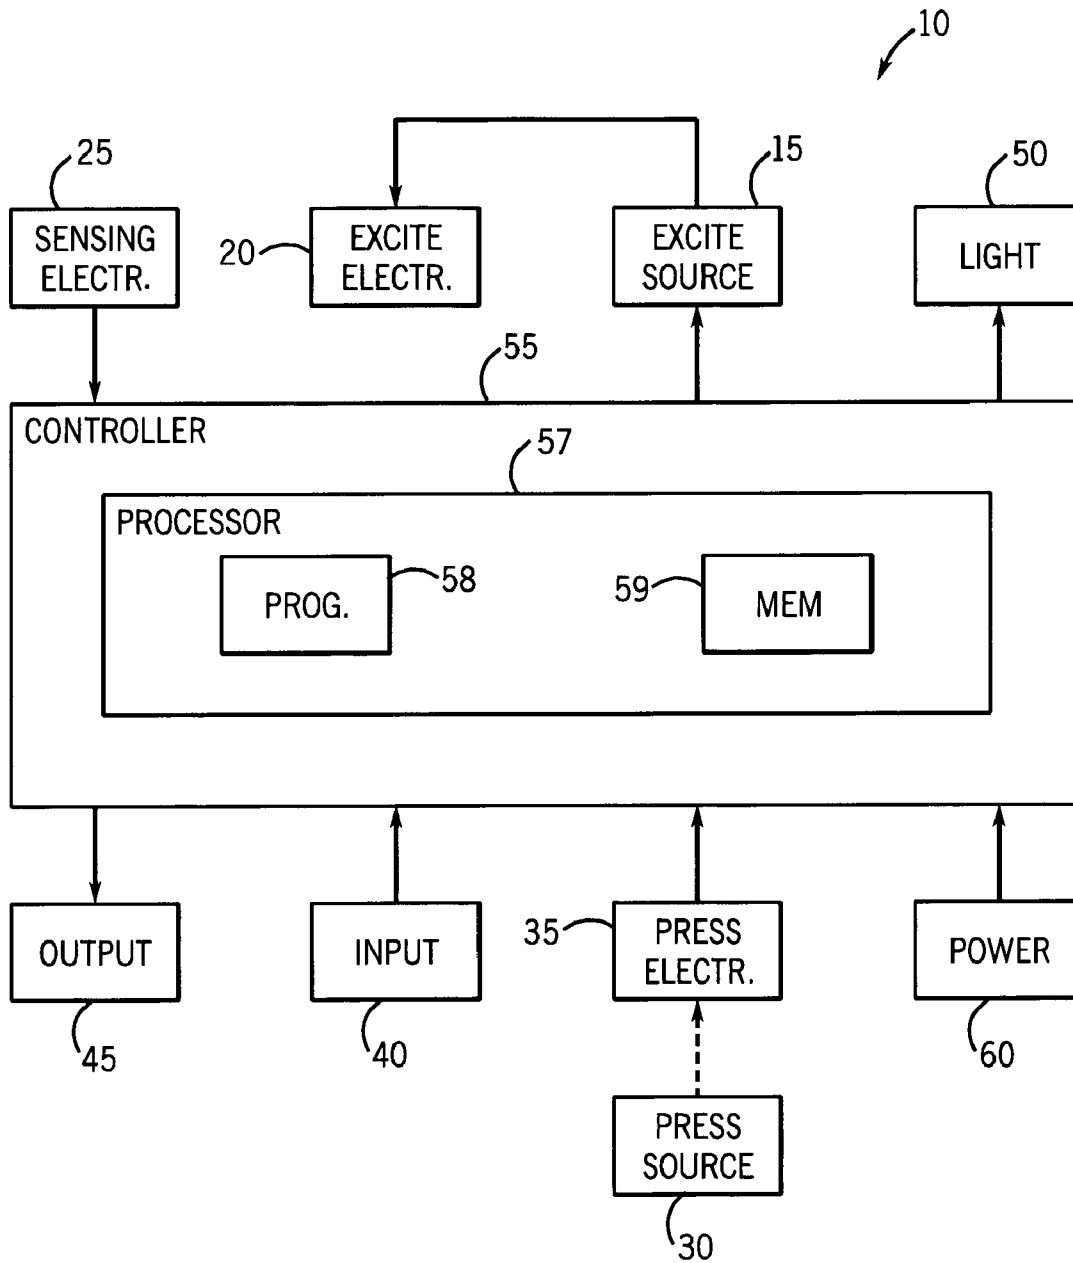 10
25
15
50
SENSING
ELECTR.
20
EXCITE
ELECTR.
EXCITE
SOURCE
LIGHT
55
CONTROLLER
57
PROCESSOR
PROG.
58
59
MEM
OUTPUT
INPUT
35
PRESS
ELECTR.
POWER
45
40
60
PRESS
SOURCE
30